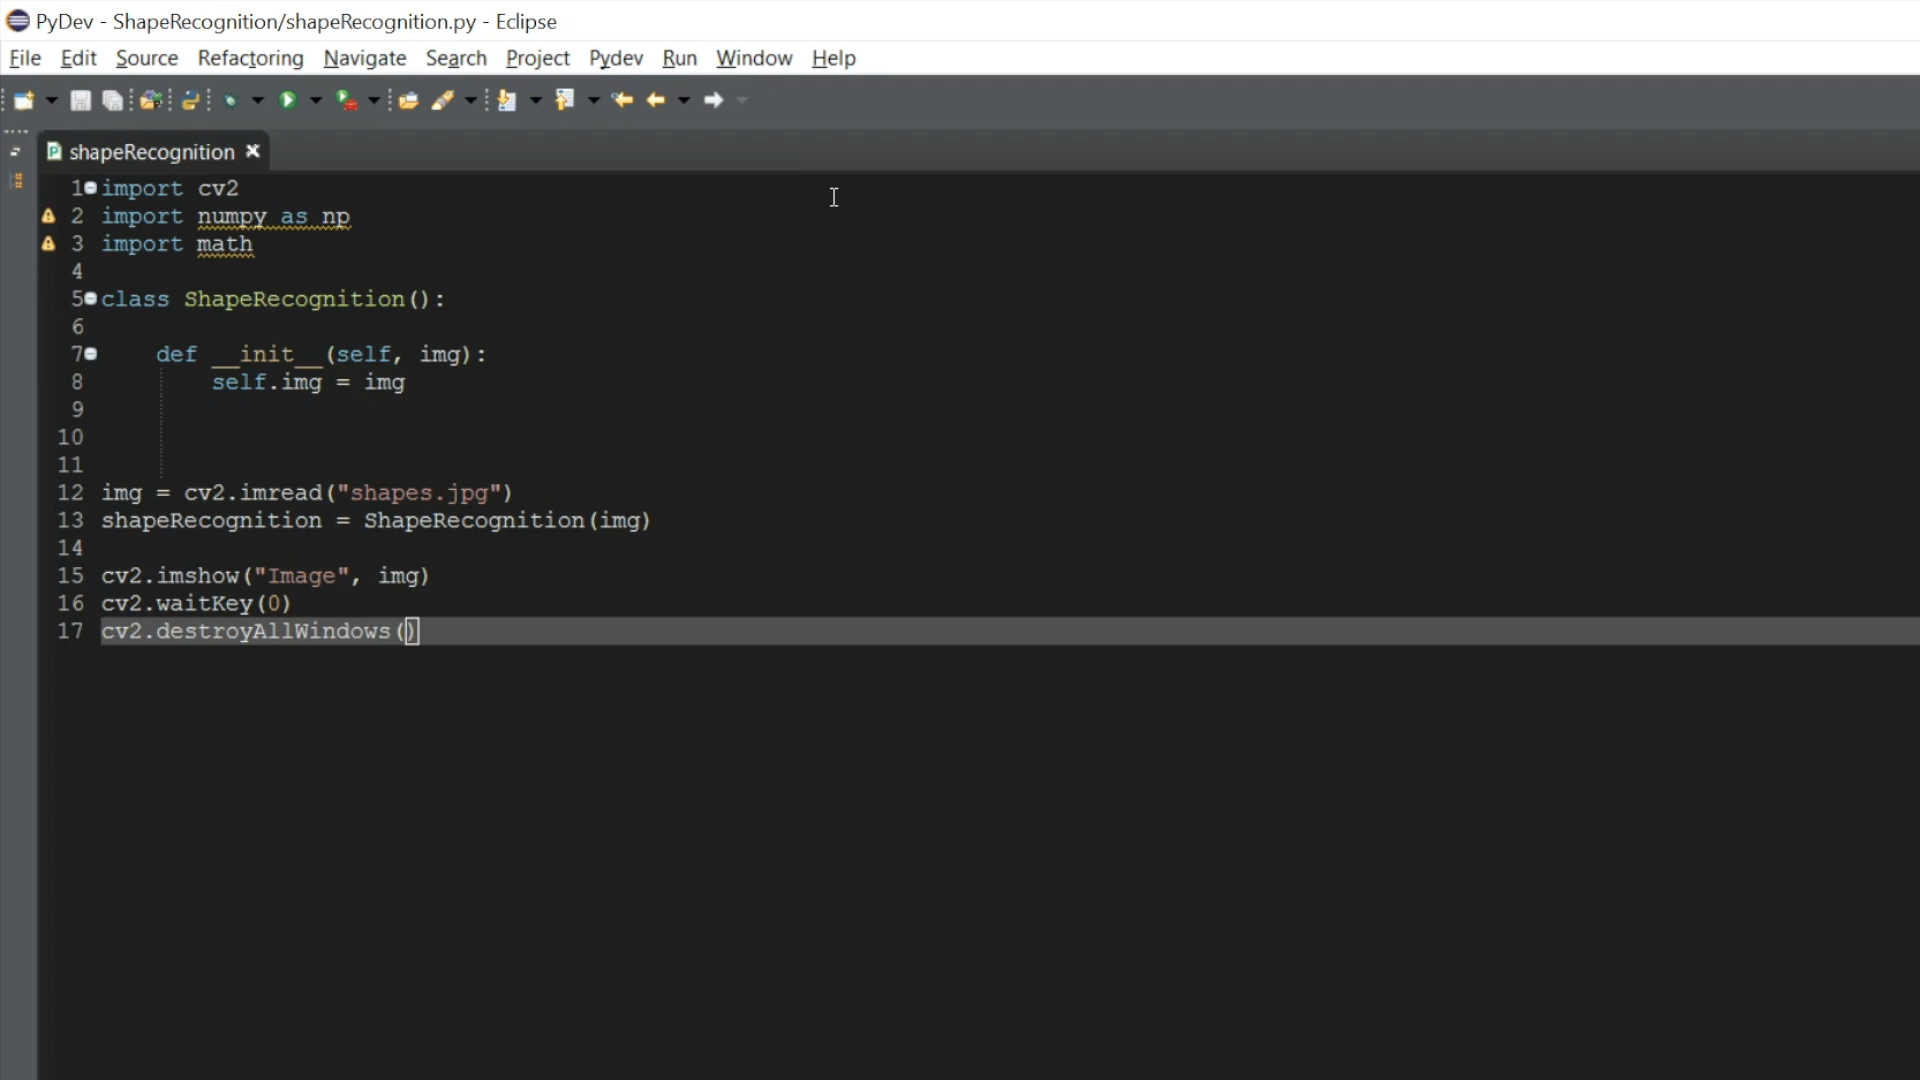 PyDev - ShapeRecognition/shapeRecognition.py - Eclipse
File Edit Source Refactoring Navigate Search Project Pydev Run Window Help
shapeRecognition
1 import cv2
2 import numpy as np
3 import math
4
5 class ShapeRecognition():
6
7     def __init__(self, img):
8         self.img = img
9
10
11
12 img = cv2.imread("shapes.jpg")
13 shapeRecognition = ShapeRecognition(img)
14
15 cv2.imshow("Image", img)
16 cv2.waitKey(0)
17 cv2.destroyAllWindows()